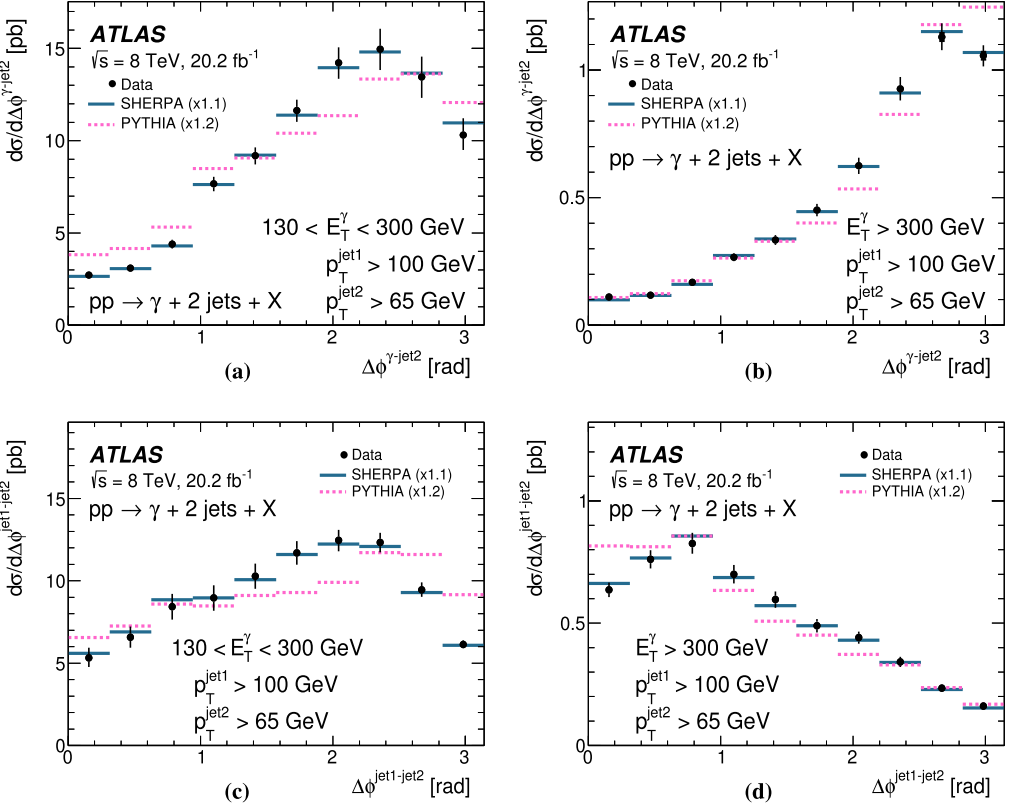 dσ/dΔϕ^γ-jet2 [pb]
ATLAS
√s = 8 TeV, 20.2 fb⁻¹
Data
SHERPA (x1.1)
PYTHIA (x1.2)
130 < E_T^γ < 300 GeV
p_T^jet1 > 100 GeV
pp → γ + 2 jets + X
p_T^jet2 > 65 GeV
15
10
5
0
0 1 2 3
Δϕ^γ-jet2 [rad]
(a)
dσ/dΔϕ^γ-jet2 [pb]
ATLAS
√s = 8 TeV, 20.2 fb⁻¹
Data
SHERPA (x1.1)
PYTHIA (x1.2)
pp → γ + 2 jets + X
E_T^γ > 300 GeV
p_T^jet1 > 100 GeV
p_T^jet2 > 65 GeV
1
0.5
0
0 1 2 3
Δϕ^γ-jet2 [rad]
(b)
dσ/dΔϕ^jet1-jet2 [pb]
ATLAS
√s = 8 TeV, 20.2 fb⁻¹
pp → γ + 2 jets + X
Data
SHERPA (x1.1)
PYTHIA (x1.2)
130 < E_T^γ < 300 GeV
p_T^jet1 > 100 GeV
p_T^jet2 > 65 GeV
15
10
5
0
0 1 2 3
Δϕ^jet1-jet2 [rad]
(c)
dσ/dΔϕ^jet1-jet2 [pb]
ATLAS
√s = 8 TeV, 20.2 fb⁻¹
pp → γ + 2 jets + X
Data
SHERPA (x1.1)
PYTHIA (x1.2)
E_T^γ > 300 GeV
p_T^jet1 > 100 GeV
p_T^jet2 > 65 GeV
1
0.5
0
0 1 2 3
Δϕ^jet1-jet2 [rad]
(d)